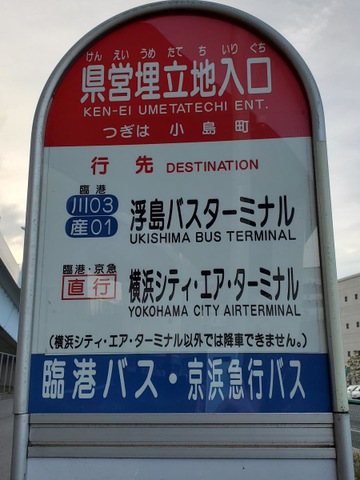 けんえいうめたてちいりぐち
県営埋立地入口
KEN-EI UMETATECHI ENT.
つぎは 小島町
行先 DESTINATION
臨港
川03
産01
浮島バスターミナル
UKISHIMA BUS TERMINAL
臨港・京急
直行
横浜シティ・エア・ターミナル
YOKOHAMA CITY AIRTERMINAL
(横浜シティ・エア・ターミナル以外では降車できません。)
臨港バス・京浜急行バス